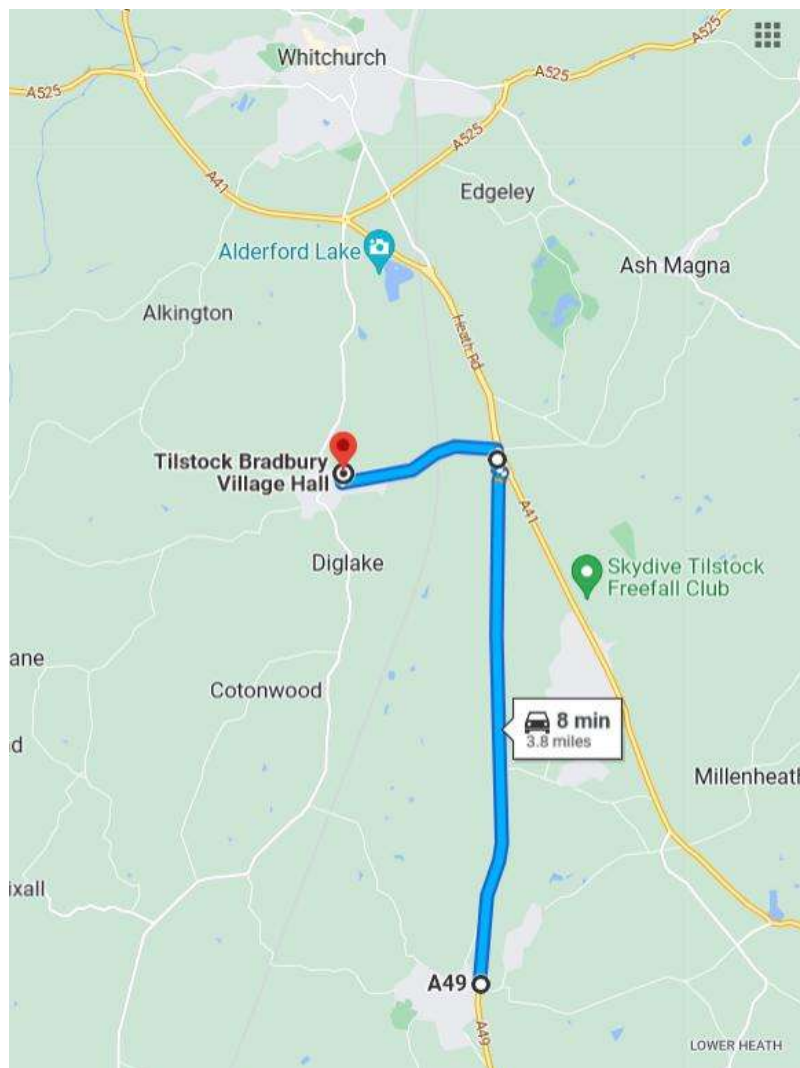 Whitchurch
A525
A525
A525
A525
A41
Edgeley
Alderford Lake
Ash Magna
Alkington
Heath Rd
Tilstock Bradbury
Village Hall
A41
Diglake
Skydive Tilstock
Freefall Club
ane
Cotonwood
8 min
3.8 miles
d
Millenheath
ixall
A49
A49
LOWER HEATH